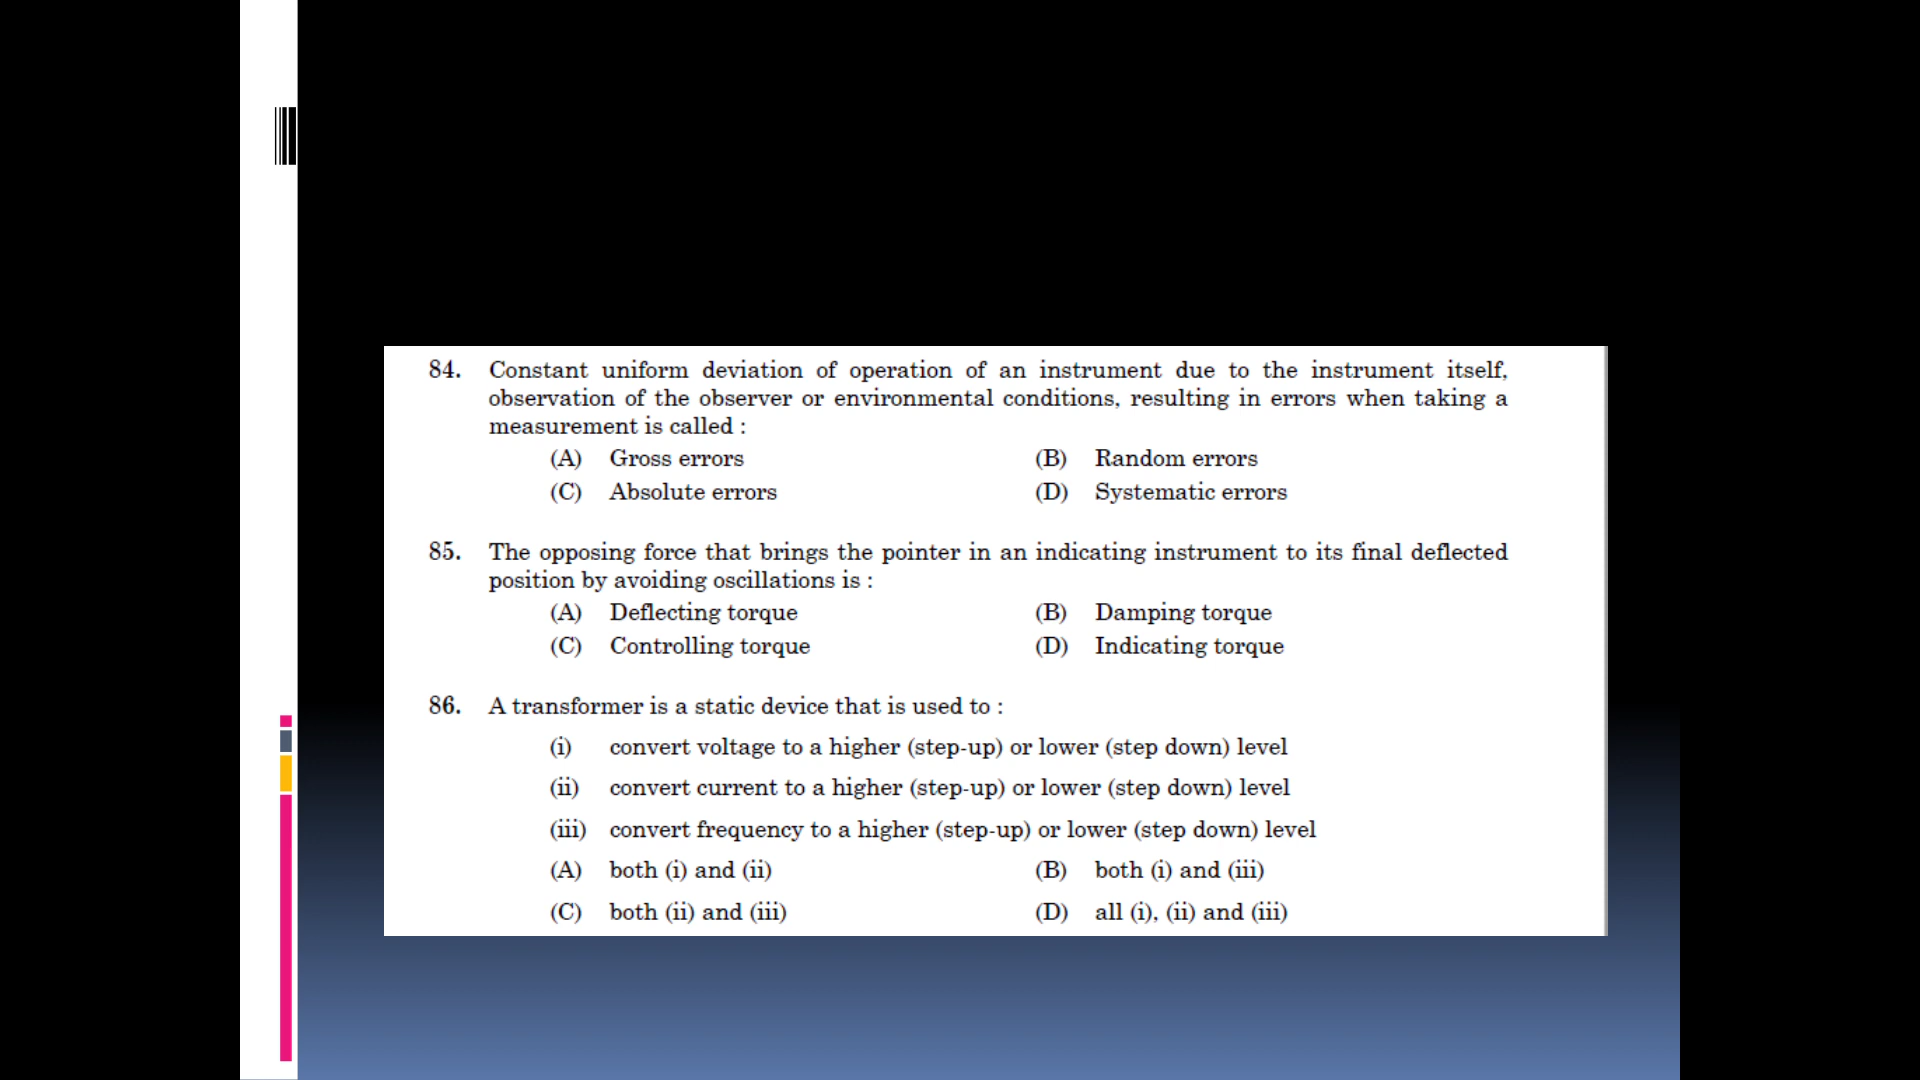 84. Constant uniform deviation of operation of an instrument due to the instrument itself,
observation of the observer or environmental conditions, resulting in errors when taking a
measurement is called :
(A) Gross errors (B) Random errors
(C) Absolute errors (D) Systematic errors
85. The opposing force that brings the pointer in an indicating instrument to its final deflected
position by avoiding oscillations is :
(A) Deflecting torque (B) Damping torque
(C) Controlling torque (D) Indicating torque
86. A transformer is a static device that is used to :
(i) convert voltage to a higher (step-up) or lower (step down) level
(ii) convert current to a higher (step-up) or lower (step down) level
(iii) convert frequency to a higher (step-up) or lower (step down) level
(A) both (i) and (ii) (B) both (i) and (iii)
(C) both (ii) and (iii) (D) all (i), (ii) and (iii)